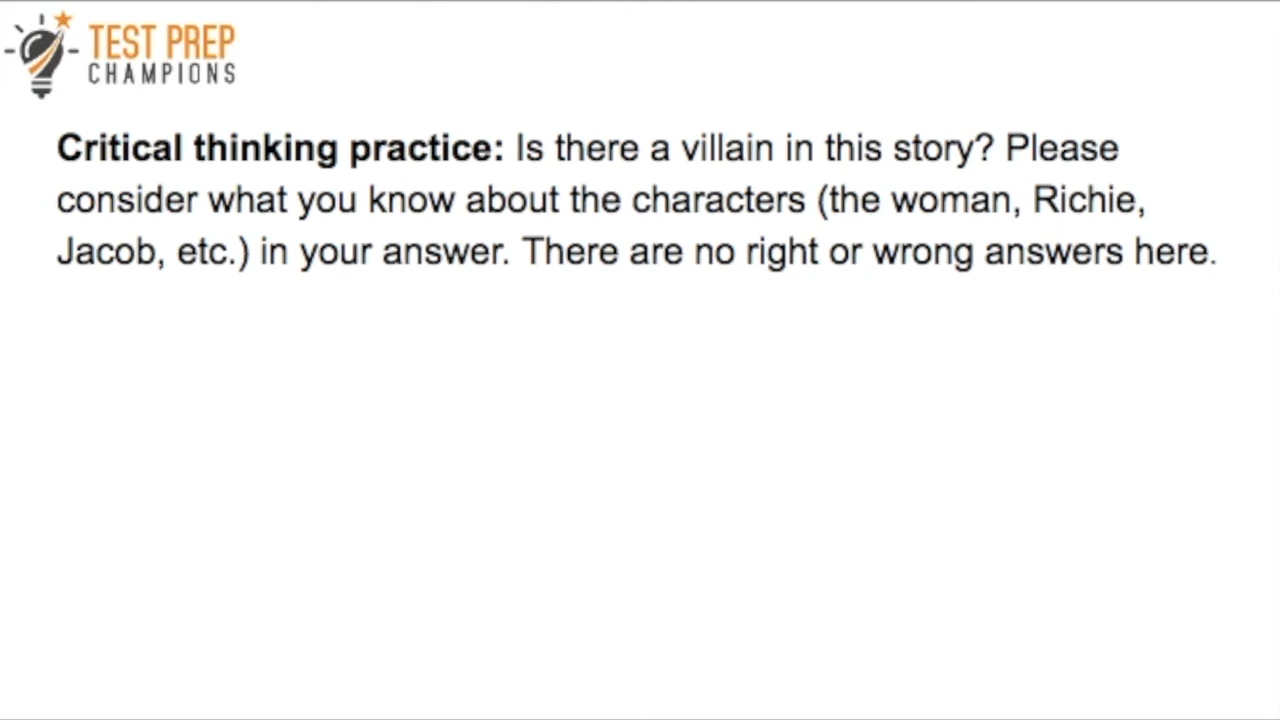 TEST PREP
CHAMPIONS
Critical thinking practice: Is there a villain in this story? Please
consider what you know about the characters (the woman, Richie,
Jacob, etc.) in your answer. There are no right or wrong answers here.